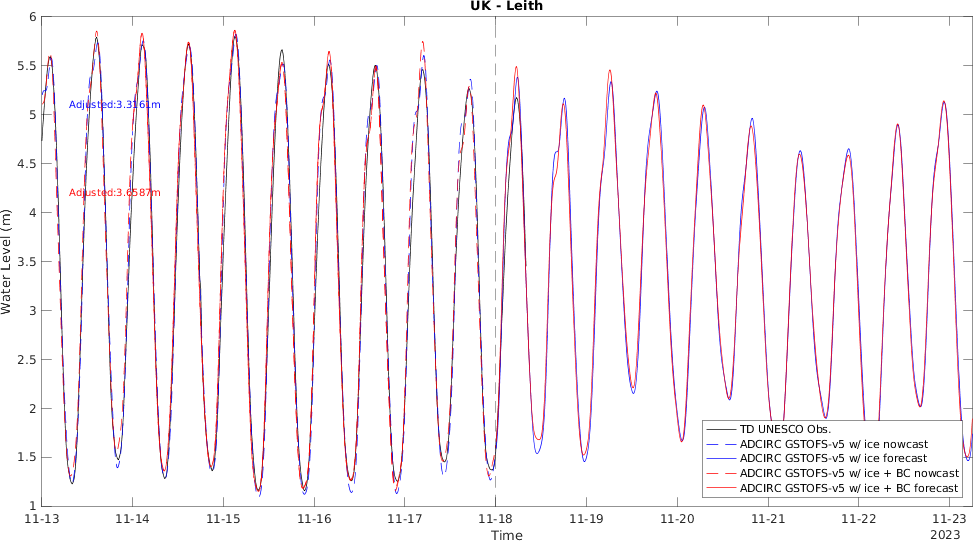 UK - Leith
6
5.5
5
4.5
4
3.5
3
2.5
2
1.5
1
Water Level (m)
Adjusted:3.3161m
Adjusted:3.6587m
TD UNESCO Obs.
ADCIRC GSTOFS-v5 w/ ice nowcast
ADCIRC GSTOFS-v5 w/ ice forecast
ADCIRC GSTOFS-v5 w/ ice + BC nowcast
ADCIRC GSTOFS-v5 w/ ice + BC forecast
11-13 11-14 11-15 11-16 11-17 11-18 11-19 11-20 11-21 11-22 11-23
Time
2023